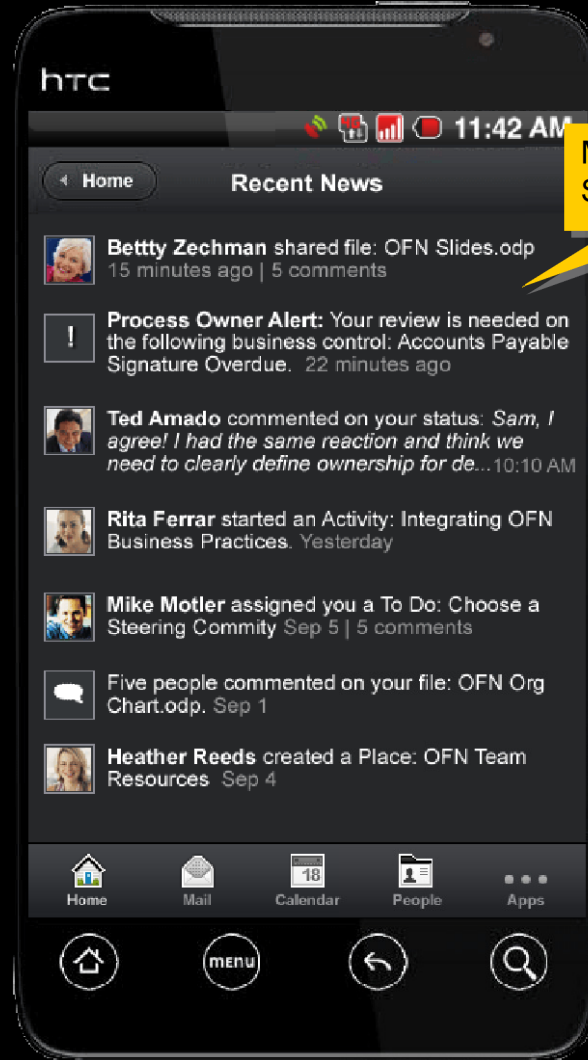 hTC
11:42 AM
Home
Recent News
Bettty Zechman shared file: OFN Slides.odp
15 minutes ago | 5 comments
Process Owner Alert: Your review is needed on
the following business control: Accounts Payable
Signature Overdue. 22 minutes ago
Ted Amado commented on your status: Sam, I
agree! I had the same reaction and think we
need to clearly define ownership for de...10:10 AM
Rita Ferrar started an Activity: Integrating OFN
Business Practices. Yesterday
Mike Motler assigned you a To Do: Choose a
Steering Commity Sep 5 | 5 comments
Five people commented on your file: OFN Org
Chart.odp. Sep 1
Heather Reeds created a Place: OFN Team
Resources Sep 4
18
Home Mail Calendar People Apps
menu